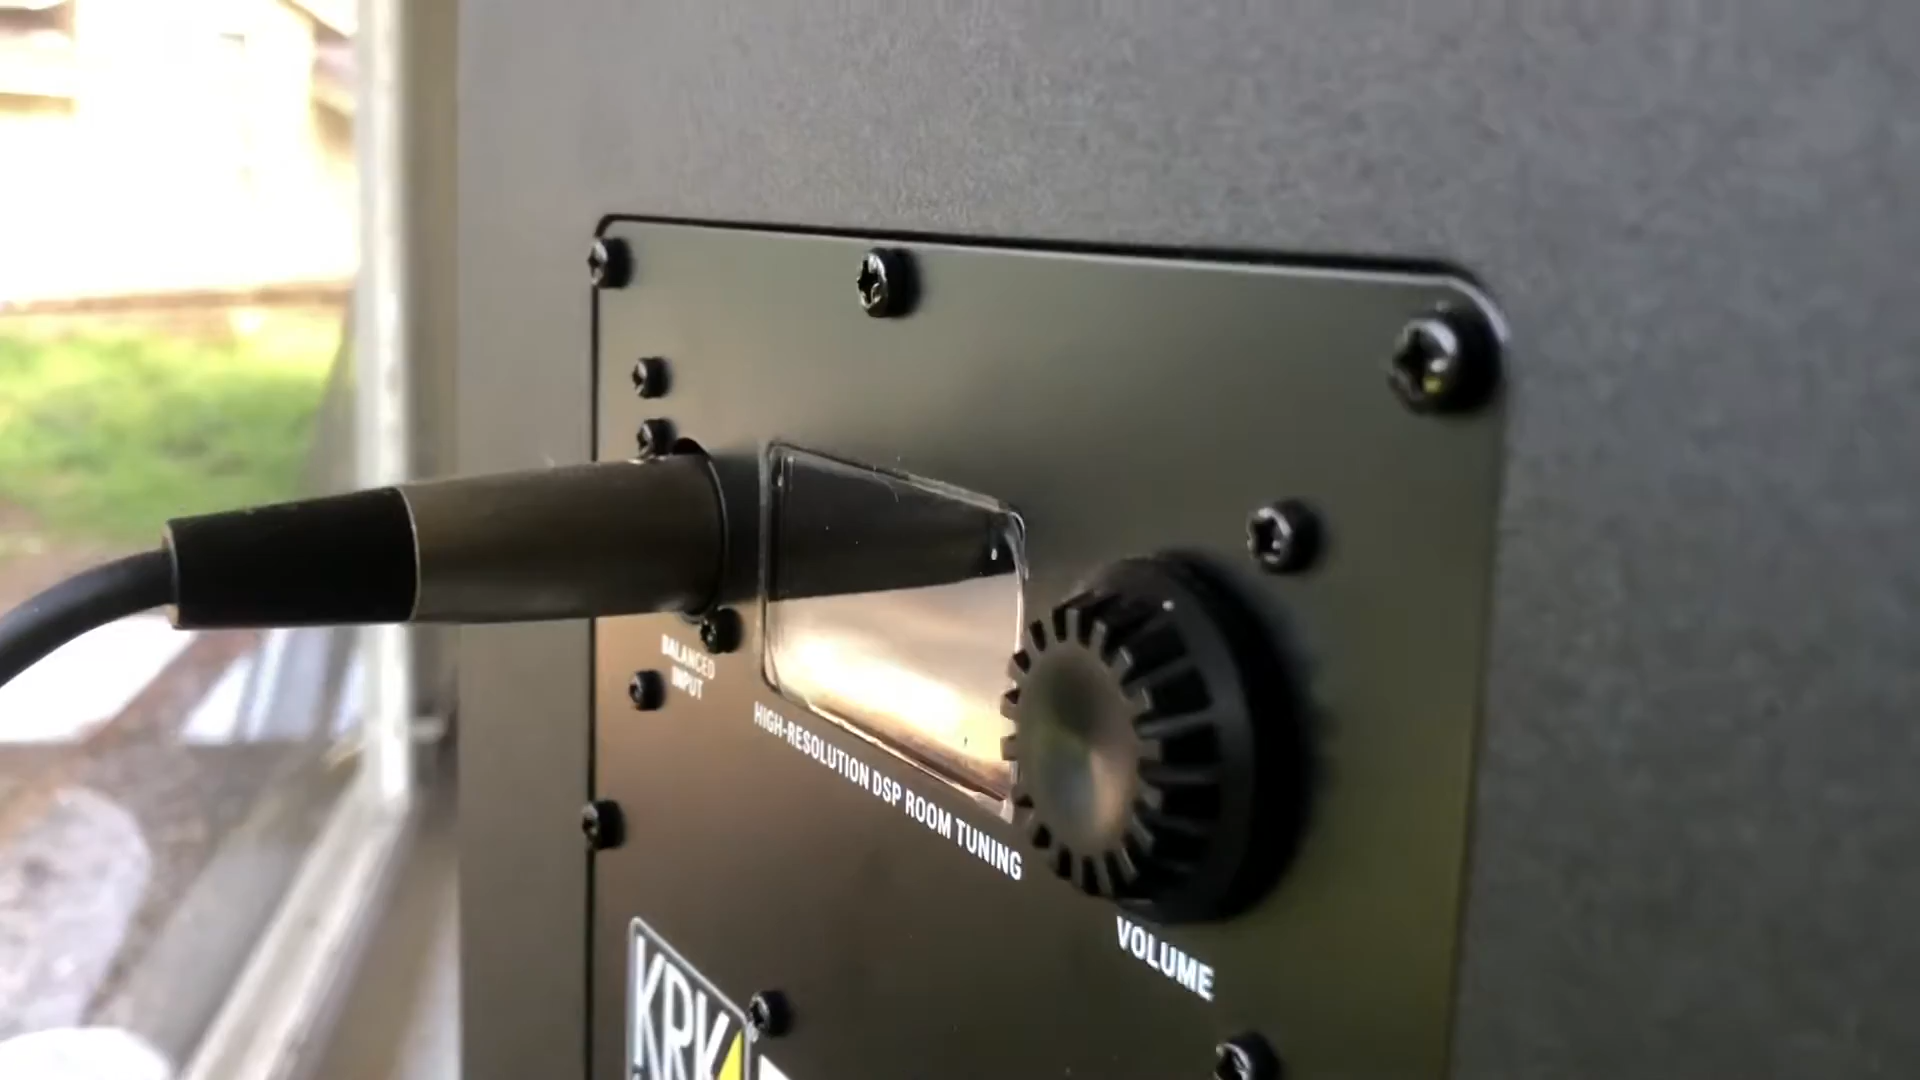 BALANCED
INPUT
HIGH-RESOLUTION DSP ROOM TUNING
VOLUME
KRK